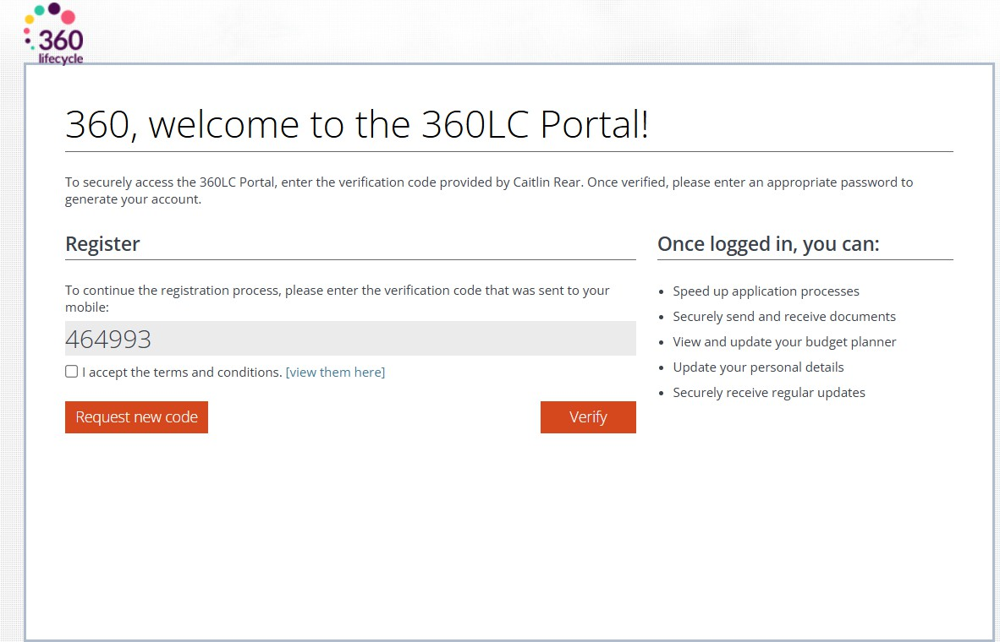 360
lifecycle
360, welcome to the 360LC Portal!
To securely access the 360LC Portal, enter the verification code provided by Caitlin Rear. Once verified, please enter an appropriate password to
generate your account.
Register
To continue the registration process, please enter the verification code that was sent to your
mobile:
464993
I accept the terms and conditions. [view them here]
Request new code
Verify
Once logged in, you can:
• Speed up application processes
• Securely send and receive documents
• View and update your budget planner
• Update your personal details
• Securely receive regular updates